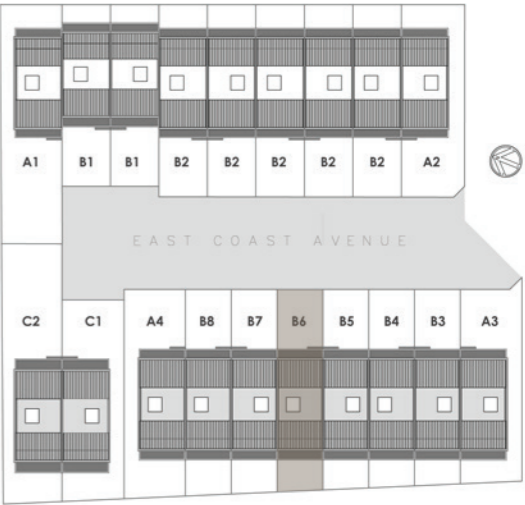 A1 B1 B1 B2 B2 B2 B2 B2 A2
EAST COAST AVENUE
C2 C1 A4 B8 B7 B6 B5 B4 B3 A3